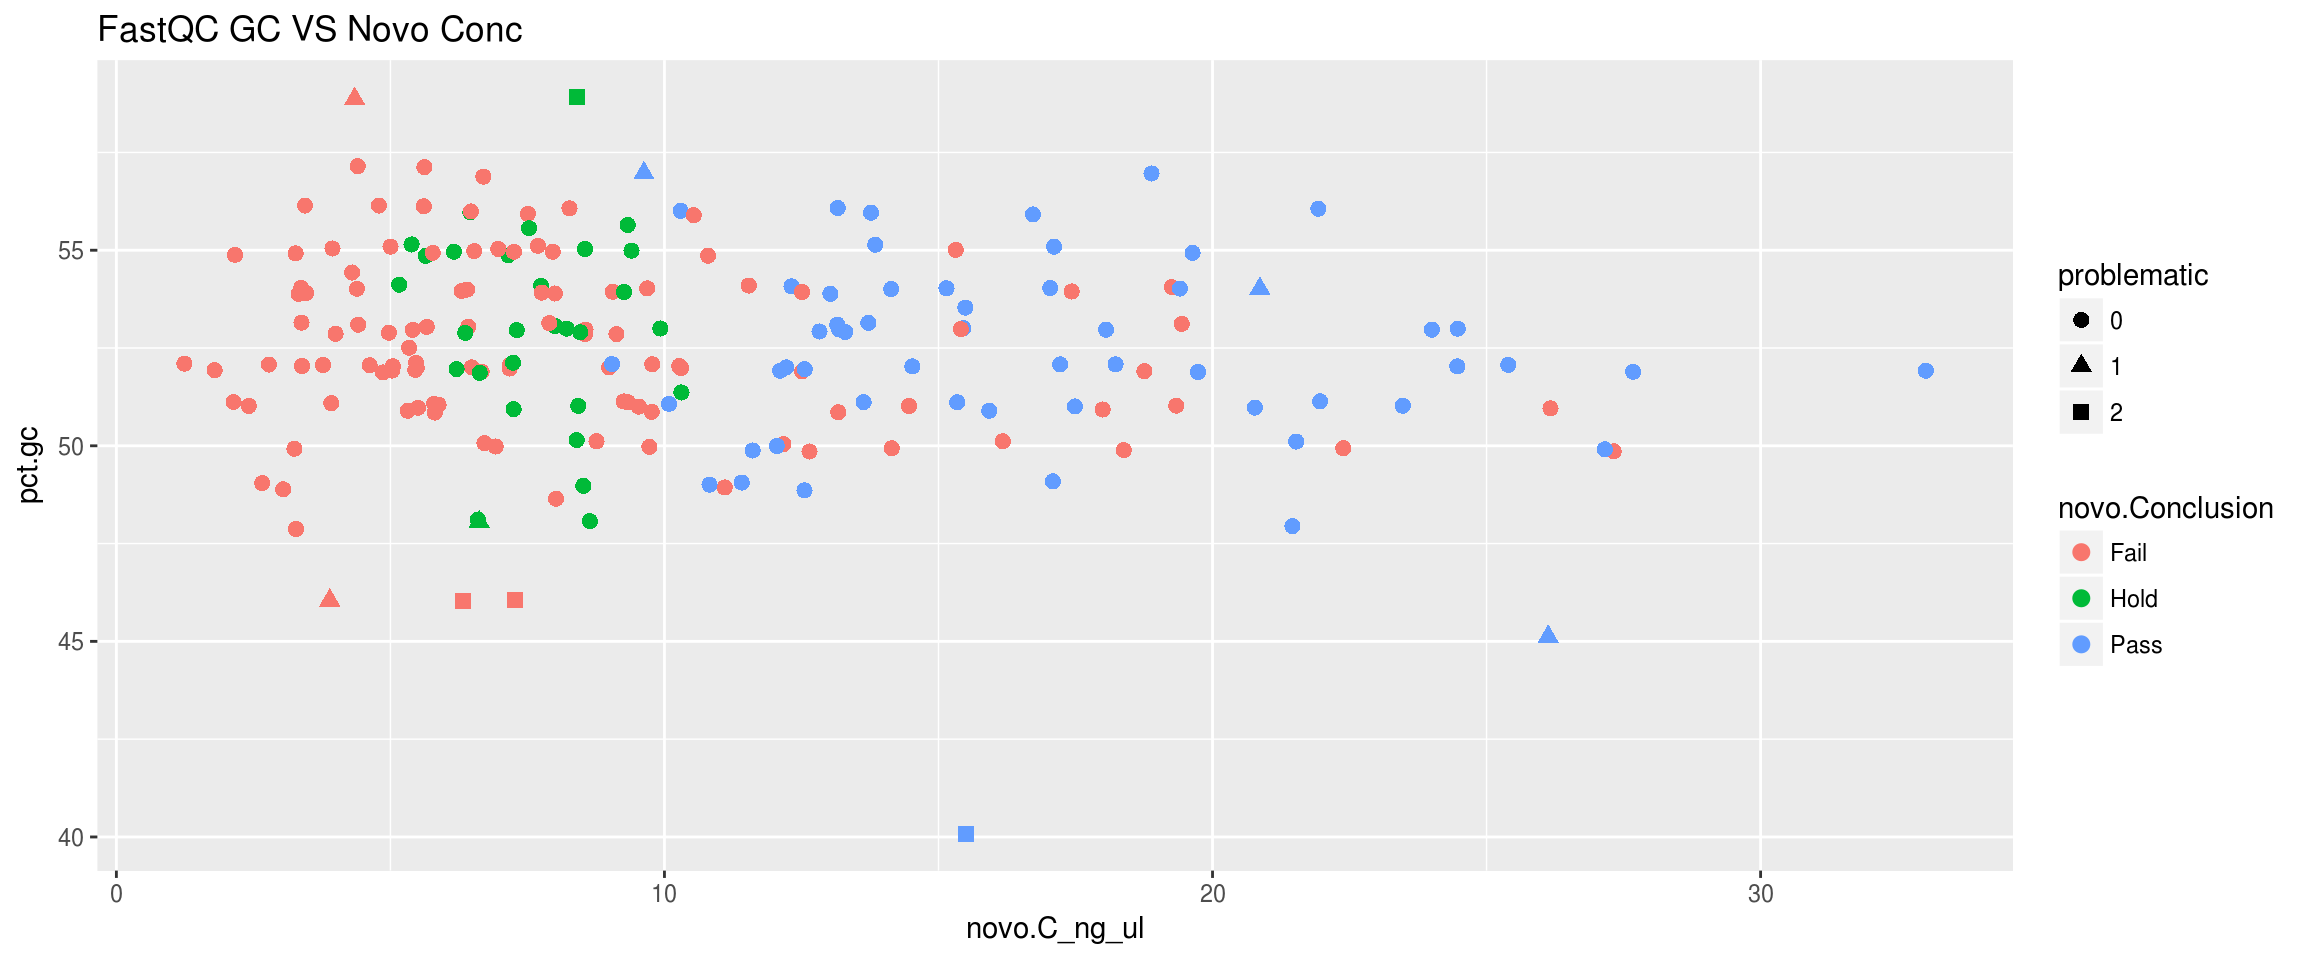 FastQC GC VS Novo Conc
pct.gc
55
50
45
40
0
10
20
30
novo.C_ng_ul
problematic
0
1
2
novo.Conclusion
Fail
Hold
Pass